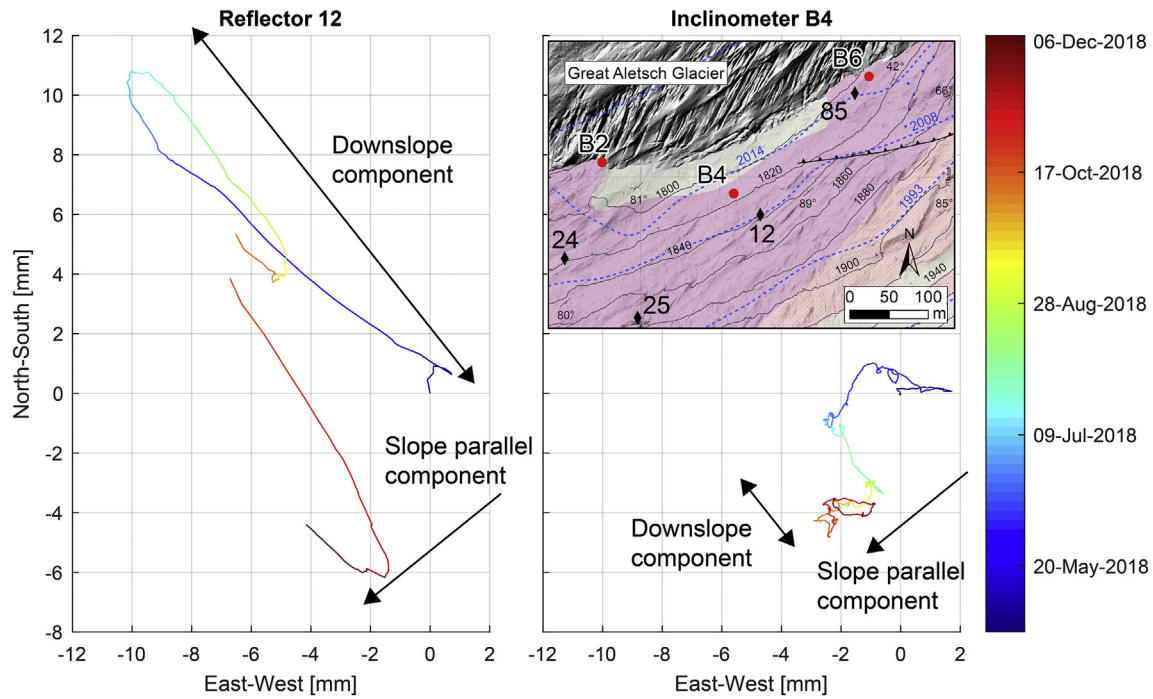 Reflector 12
12
10
8
6
4
2
0
-2
-4
-6
-8
North-South [mm]
-12
-10
-8
-6
-4
-2
0
2
East-West [mm]
Downslope
component
Slope parallel
component
Inclinometer B4
Great Aletsch Glacier
B6
42°
66°
85
2008
B2
2014
B4
1800
1820
81°
1860
1880
1993
12
89°
85°
24
1840
N
1900
1940
25
80°
0 50 100
m
Downslope
component
Slope parallel
component
-12
-10
-8
-6
-4
-2
0
2
East-West [mm]
06-Dec-2018
17-Oct-2018
28-Aug-2018
09-Jul-2018
20-May-2018